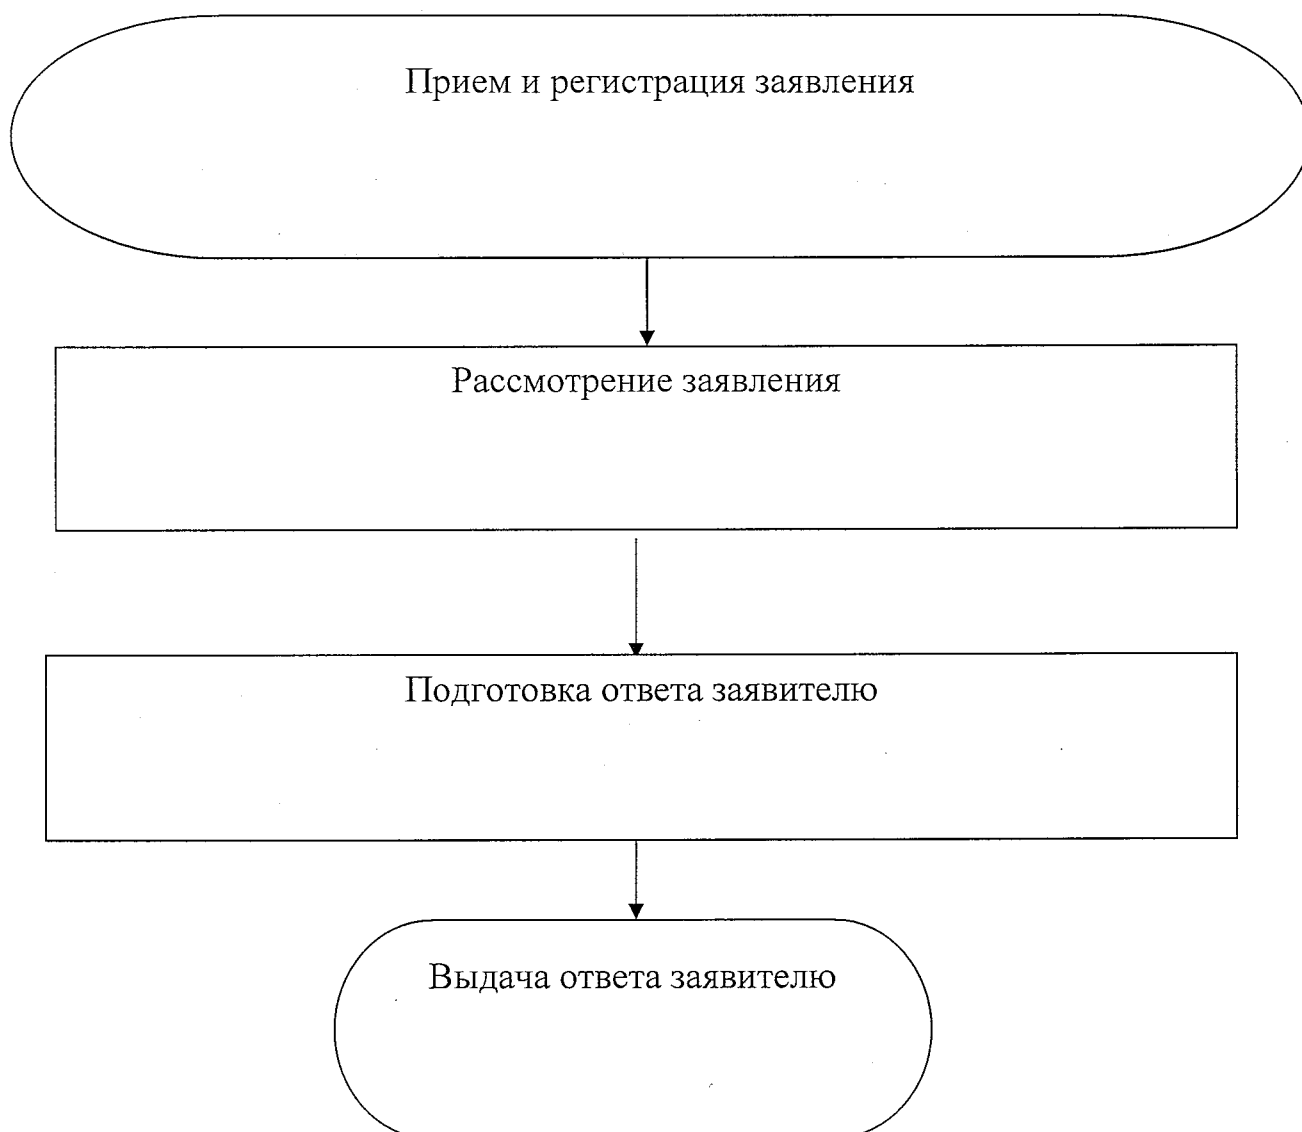 Прием и регистрация заявления
Рассмотрение заявления
Подготовка ответа заявителю
Выдача ответа заявителю